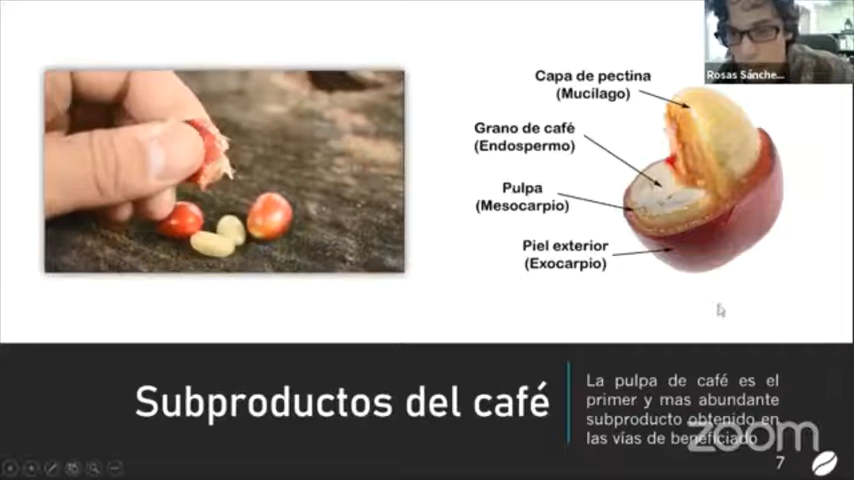 Rosas Sánche...
Capa de pectina
(Mucílago)
Grano de café
(Endospermo)
Pulpa
(Mesocarpio)
Piel exterior
(Exocarpio)
Subproductos del café
La pulpa de café es el
primer y mas abundante
subproducto obtenido en
las vías de beneficiado
zoom
7